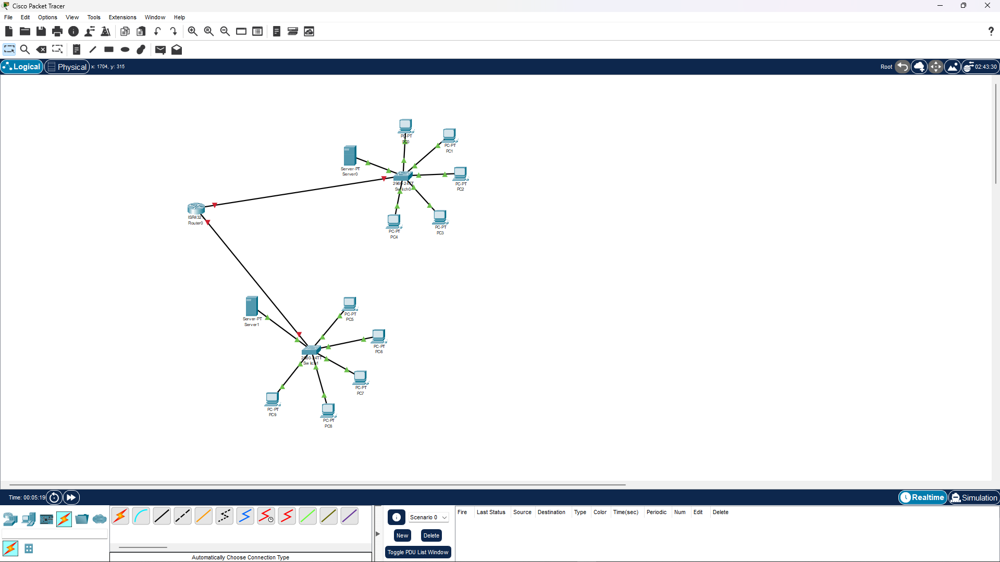 Cisco Packet Tracer
File Edit Options View Tools Extensions Window Help
Logical Physical x: 1704, y: 315 Root 02:43:30
PC-PT
PC0
PC-PT
PC1
Server-PT
Server0
PC-PT
PC2
2960-24TT
Switch0
ISR432
Router0
PC-PT
PC3
PC-PT
PC4
Server-PT
Server1
PC-PT
PC5
PC-PT
PC6
2960-24TT
Switch1
PC-PT
PC7
PC-PT
PC9
PC-PT
PC8
Time: 00:05:19 Realtime Simulation
Scenario 0
New Delete
Toggle PDU List Window
Fire Last Status Source Destination Type Color Time(sec) Periodic Num Edit Delete
Automatically Choose Connection Type